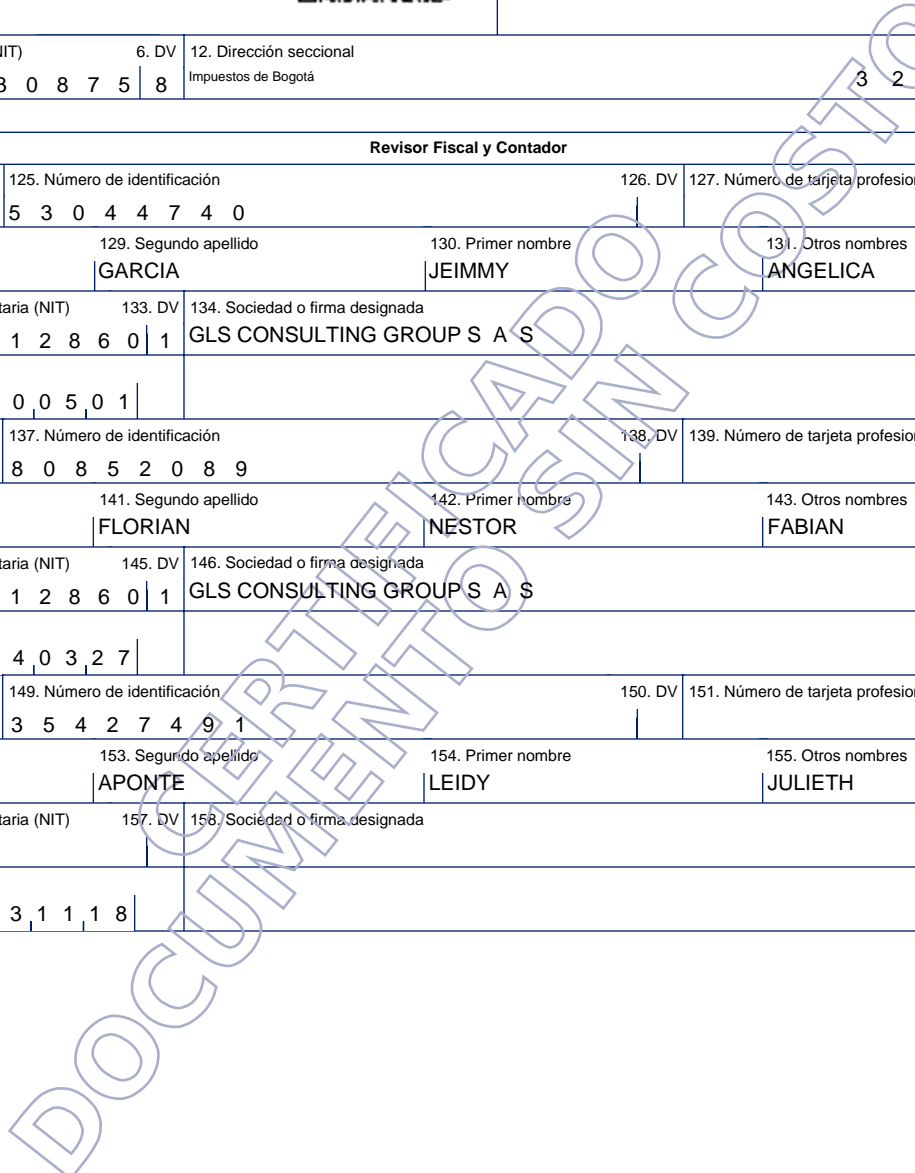 NIT) 6. DV 12. Dirección seccional
3 0 8 7 5 8 Impuestos de Bogotá 3 2
Revisor Fiscal y Contador
125. Número de identificación 126. DV 127. Número de tarjeta profesion
5 3 0 4 4 7 4 0
129. Segundo apellido 130. Primer nombre 131. Otros nombres
GARCIA JEIMMY ANGELICA
taria (NIT) 133. DV 134. Sociedad o firma designada
1 2 8 6 0 1 GLS CONSULTING GROUP S A S
0 0 5 0 1
137. Número de identificación 138. DV 139. Número de tarjeta profesion
8 0 8 5 2 0 8 9
141. Segundo apellido 142. Primer nombre 143. Otros nombres
FLORIAN NESTOR FABIAN
taria (NIT) 145. DV 146. Sociedad o firma designada
1 2 8 6 0 1 GLS CONSULTING GROUP S A S
4 0 3 2 7
149. Número de identificación 150. DV 151. Número de tarjeta profesion
3 5 4 2 7 4 9 1
153. Segundo apellido 154. Primer nombre 155. Otros nombres
APONTE LEIDY JULIETH
taria (NIT) 157. DV 158. Sociedad o firma designada
3 1 1 1 8
CERTIFICADO
DOCUMENTO SIN COSTO